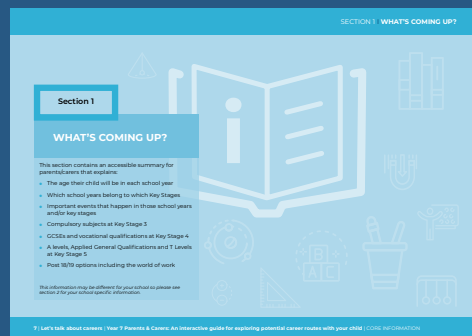 SECTION 1 | WHAT'S COMING UP?
Section 1
WHAT'S COMING UP?
This section contains an accessible summary for
parents/carers that explains:
• The age their child will be in each school year
• Which school years belong to which Key Stages
• Important events that happen in those school years
and/or key stages
• Compulsory subjects at Key Stage 3
• GCSEs and vocational qualifications at Key Stage 4
• A levels, Applied General Qualifications and T Levels
at Key Stage 5
• Post 18/19 options including the world of work
This information may be different for your school so please see
section 2 for your school specific information.
B
A C
7 | Let's talk about careers | Year 7 Parents & Carers: An interactive guide for exploring potential career routes with your child | CORE INFORMATION